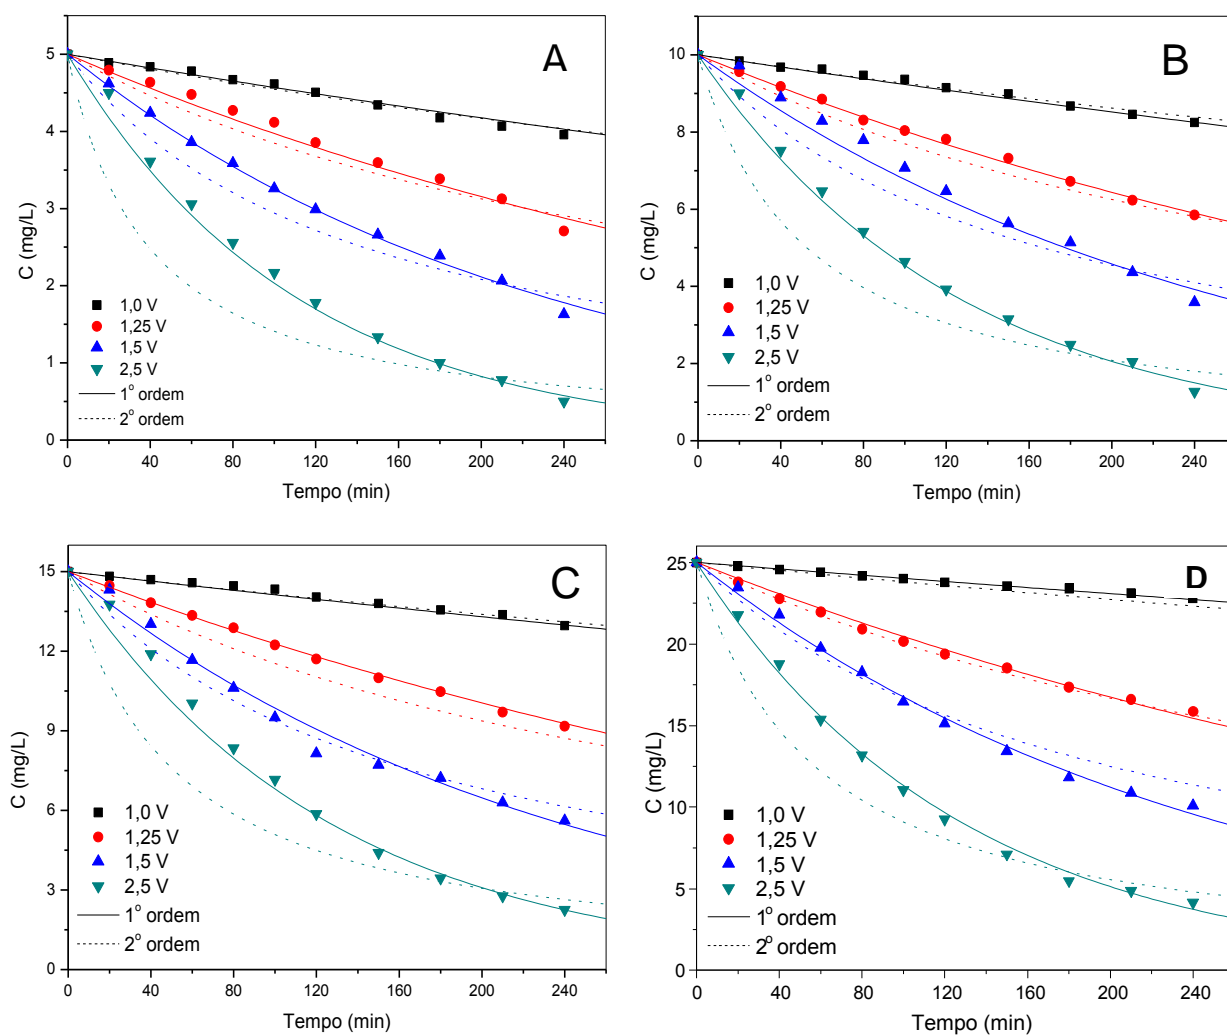 A
5
4
3
2
1
0
C (mg/L)
1,0 V
1,25 V
1,5 V
2,5 V
1° ordem
2° ordem
0 40 80 120 160 200 240
Tempo (min)
B
10
8
6
4
2
0
C (mg/L)
1,0 V
1,25 V
1,5 V
2,5 V
1° ordem
2° ordem
0 40 80 120 160 200 240
Tempo (min)
C
15
12
9
6
3
0
C (mg/L)
1,0 V
1,25 V
1,5 V
2,5 V
1° ordem
2° ordem
0 40 80 120 160 200 240
Tempo (min)
D
25
20
15
10
5
0
C (mg/L)
1,0 V
1,25 V
1,5 V
2,5 V
1° ordem
2° ordem
0 40 80 120 160 200 240
Tempo (min)